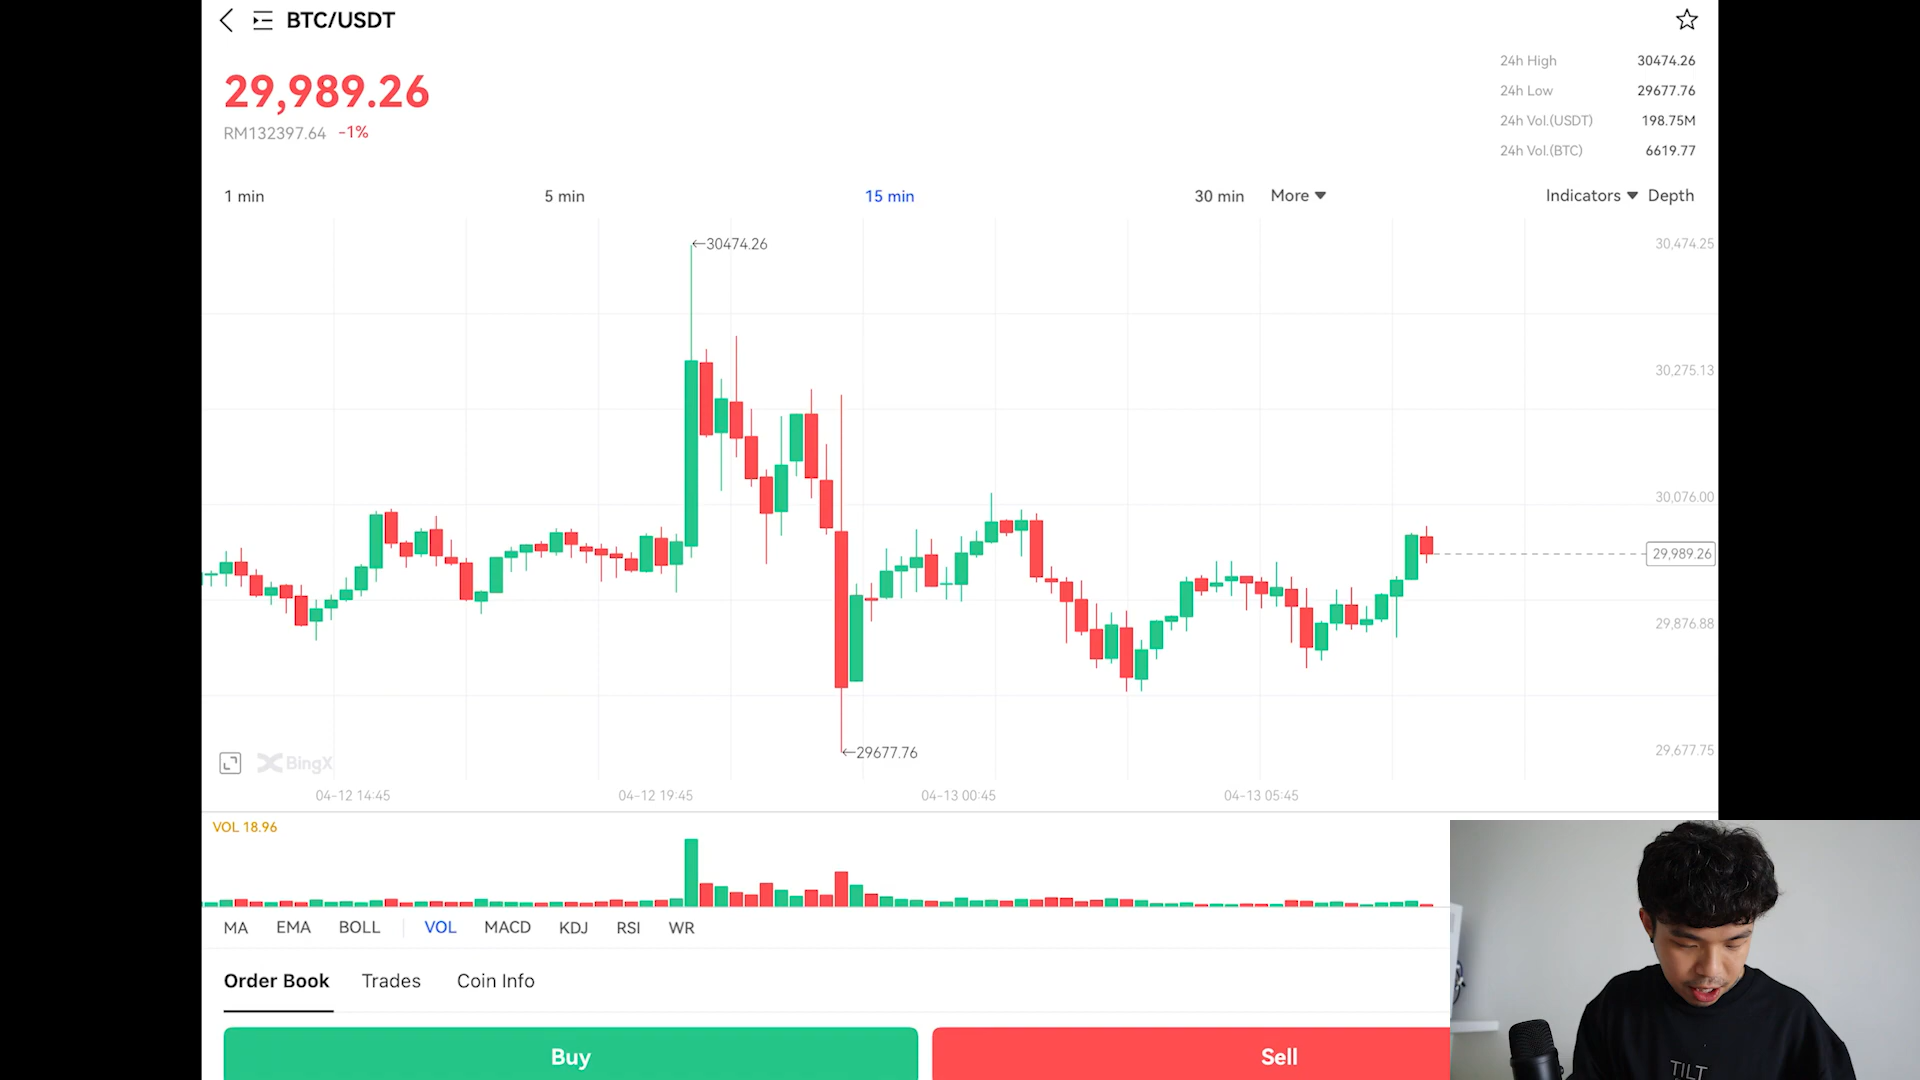 BTC/USDT
29,989.26
RM132397.64 -1%
24h High 30474.26
24h Low 29677.76
24h Vol.(USDT) 198.75M
24h Vol.(BTC) 6619.77
1 min 5 min 15 min 30 min More Indicators Depth
←30474.26
30,474.25
30,275.13
30,076.00
29,989.26
29,876.88
29,677.75
←29677.76
BingX
04-12 14:45 04-12 19:45 04-13 00:45 04-13 05:45
VOL 18.96
MA EMA BOLL VOL MACD KDJ RSI WR
Order Book Trades Coin Info
Buy Sell
TILT